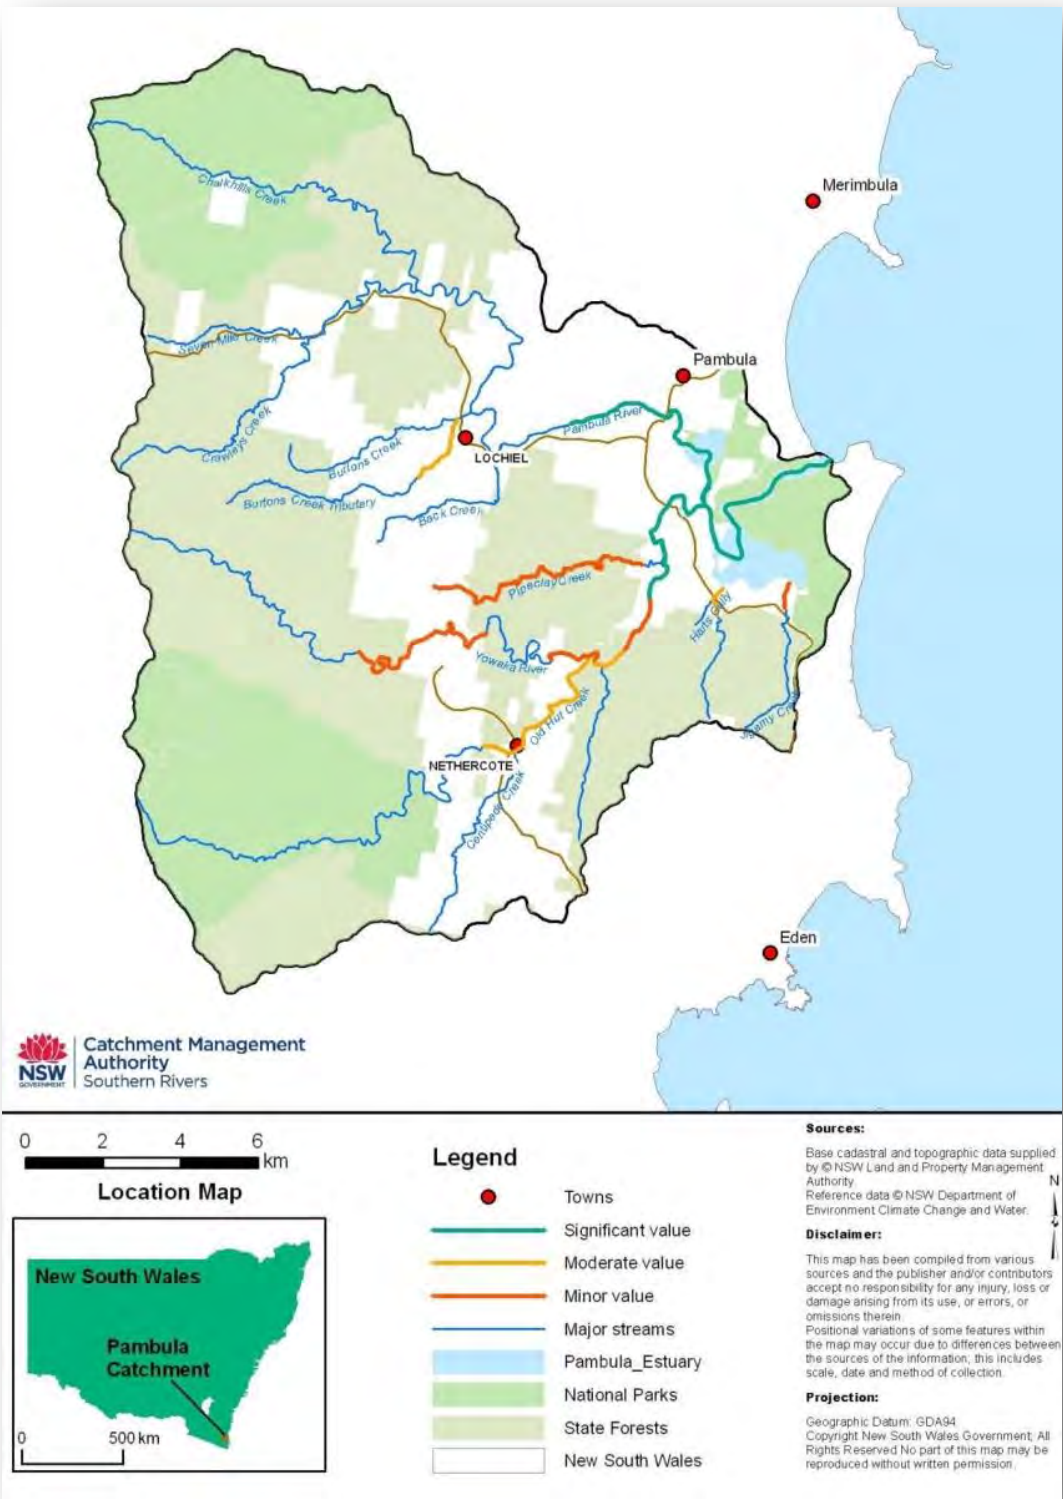 Merimbula
Chalkhills Creek
Seven Mile Creek
Pambula
Pambula River
Crawleys Creek
Burtons Creek
LOCHIEL
Burtons Creek Tributary
Back Creek
Pipeclay Creek
Harts Gully
Yowaka River
Old Hut Creek
Jigamy Creek
NETHERCOTE
Centipede Creek
Eden
NSW
GOVERNMENT
Catchment Management
Authority
Southern Rivers
0 2 4 6
km
Location Map
New South Wales
Pambula
Catchment
0 500 km
Legend
Towns
Significant value
Moderate value
Minor value
Major streams
Pambula_Estuary
National Parks
State Forests
New South Wales
Sources:
Base cadastral and topographic data supplied
by © NSW Land and Property Management
Authority
Reference data © NSW Department of
Environment Climate Change and Water.
N
Disclaimer:
This map has been compiled from various
sources and the publisher and/or contributors
accept no responsibility for any injury, loss or
damage arising from its use, or errors, or
omissions therein.
Positional variations of some features within
the map may occur due to differences between
the sources of the information; this includes
scale, date and method of collection.
Projection:
Geographic Datum: GDA94
Copyright New South Wales Government; All
Rights Reserved No part of this map may be
reproduced without written permission.